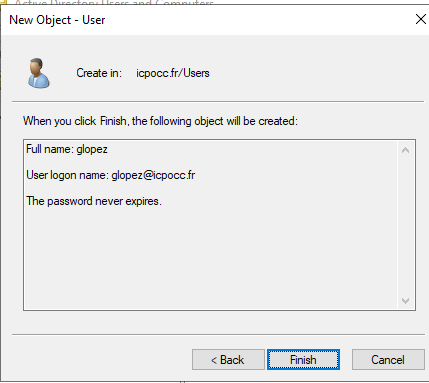 Active Directory Users and Computers
New Object - User
Create in: icpocc.fr/Users
When you click Finish, the following object will be created:
Full name: glopez
User logon name: glopez@icpocc.fr
The password never expires.
< Back
Finish
Cancel